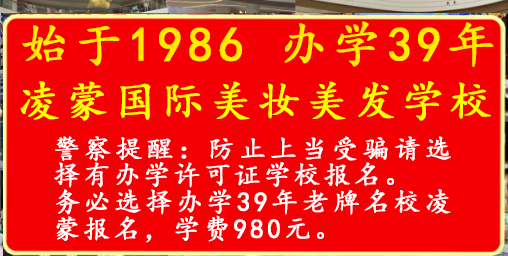 始于1986 办学39年
凌蒙国际美妆美发学校
警察提醒：防止上当受骗请选
择有办学许可证学校报名。
务必选择办学39年老牌名校凌
蒙报名，学费980元。